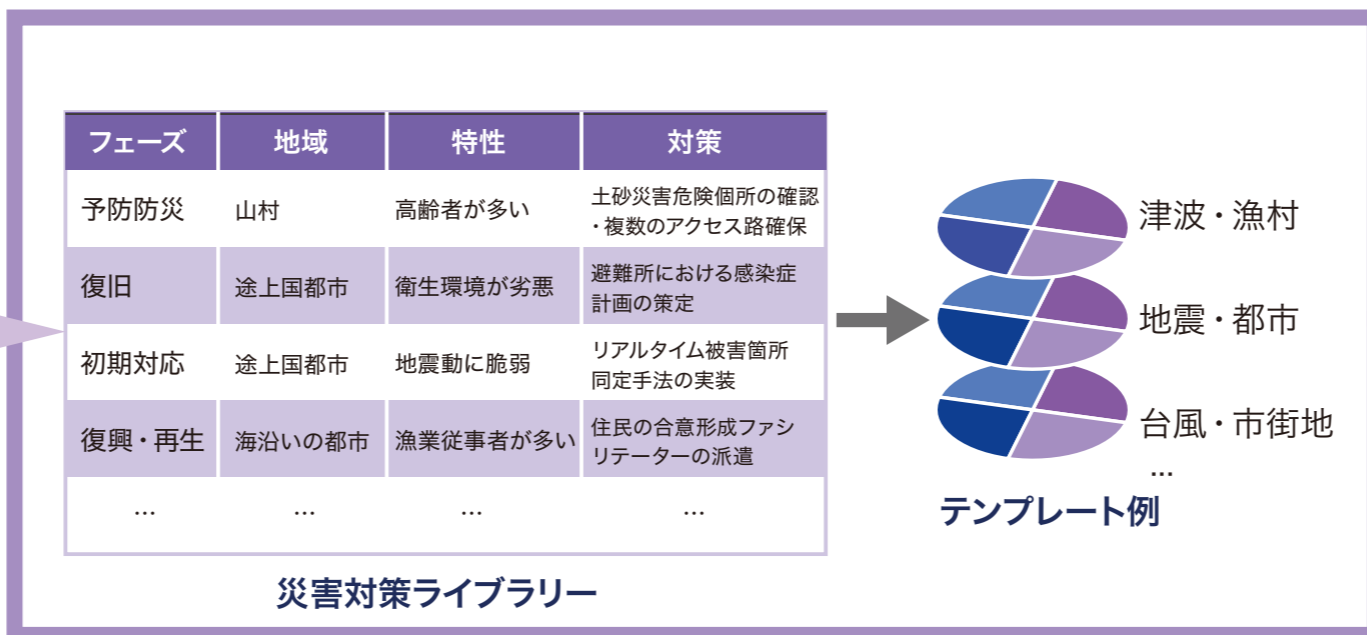 フェーズ 地域 特性 対策
予防防災 山村 高齢者が多い 土砂災害危険個所の確認
・複数のアクセス路確保
復旧 途上国都市 衛生環境が劣悪 避難所における感染症
計画の策定
初期対応 途上国都市 地震動に脆弱 リアルタイム被害箇所
同定手法の実装
復興・再生 海沿いの都市 漁業従事者が多い 住民の合意形成ファシ
リテーターの派遣
… … … …
災害対策ライブラリー
津波・漁村
地震・都市
台風・市街地
…
テンプレート例